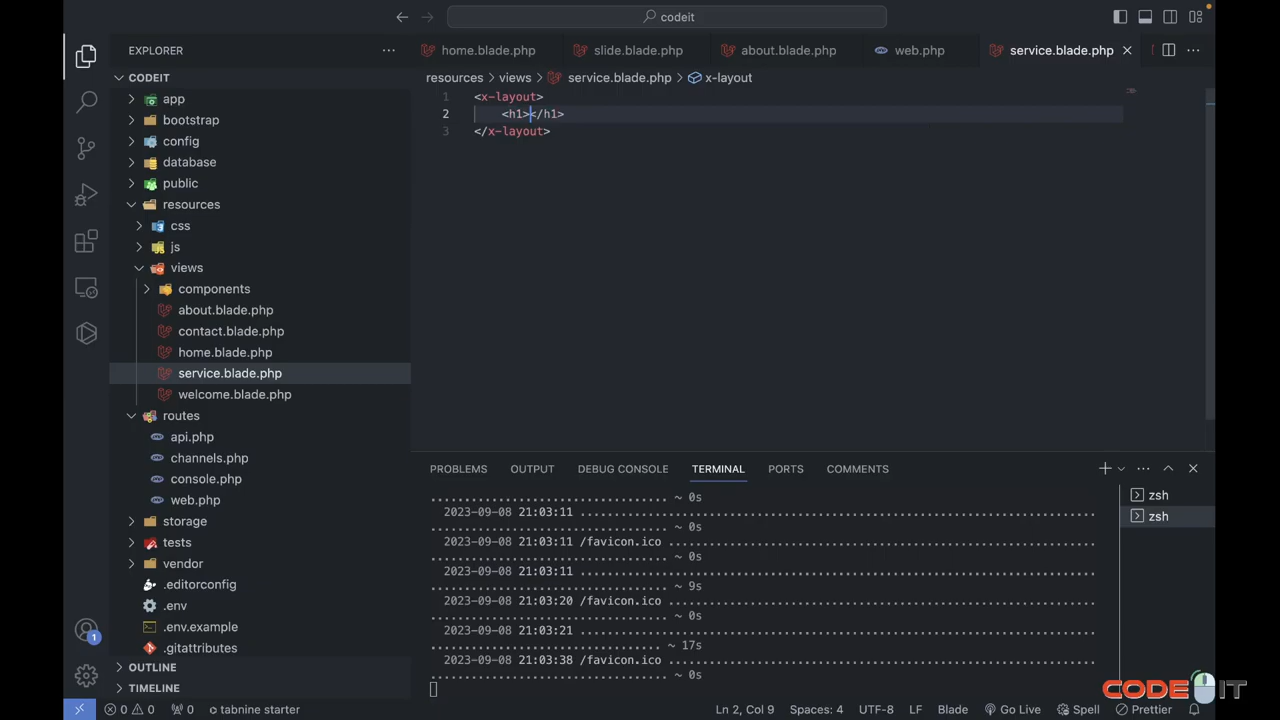 codeit
EXPLORER
home.blade.php
slide.blade.php
about.blade.php
web.php
service.blade.php
CODEIT
resources
views
service.blade.php
x-layout
app
bootstrap
config
database
public
resources
css
js
views
components
about.blade.php
contact.blade.php
home.blade.php
service.blade.php
welcome.blade.php
routes
api.php
channels.php
console.php
web.php
storage
tests
vendor
.editorconfig
.env
.env.example
.gitattributes
OUTLINE
TIMELINE
1 <x-layout>
2 <h1></h1>
3 </x-layout>
PROBLEMS OUTPUT DEBUG CONSOLE TERMINAL PORTS COMMENTS
zsh
zsh
.................................. ~ 0s
2023-09-08 21:03:11 ..........................................................................
.................................. ~ 0s
2023-09-08 21:03:11 /favicon.ico .............................................................
.................................. ~ 0s
2023-09-08 21:03:11 ..........................................................................
.................................. ~ 9s
2023-09-08 21:03:20 /favicon.ico .............................................................
.................................. ~ 0s
2023-09-08 21:03:21 ..........................................................................
.................................. ~ 17s
2023-09-08 21:03:38 /favicon.ico .............................................................
.................................. ~ 0s
1
0 0 0 tabnine starter
Ln 2, Col 9 Spaces: 4 UTF-8 LF Blade Go Live Spell Prettier
CODE IT